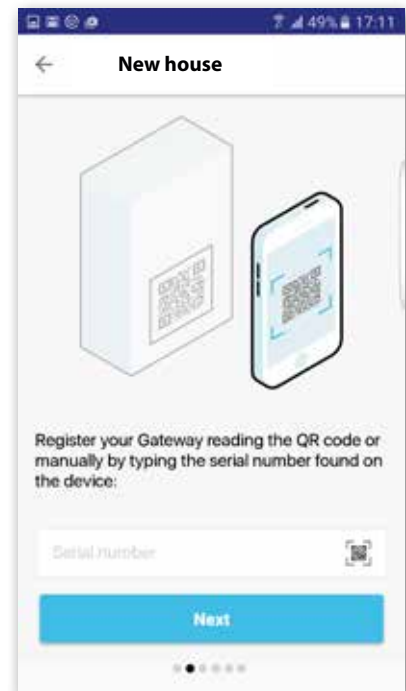 49% 17:11
New house
Register your Gateway reading the QR code or
manually by typing the serial number found on
the device:
Serial number
Next